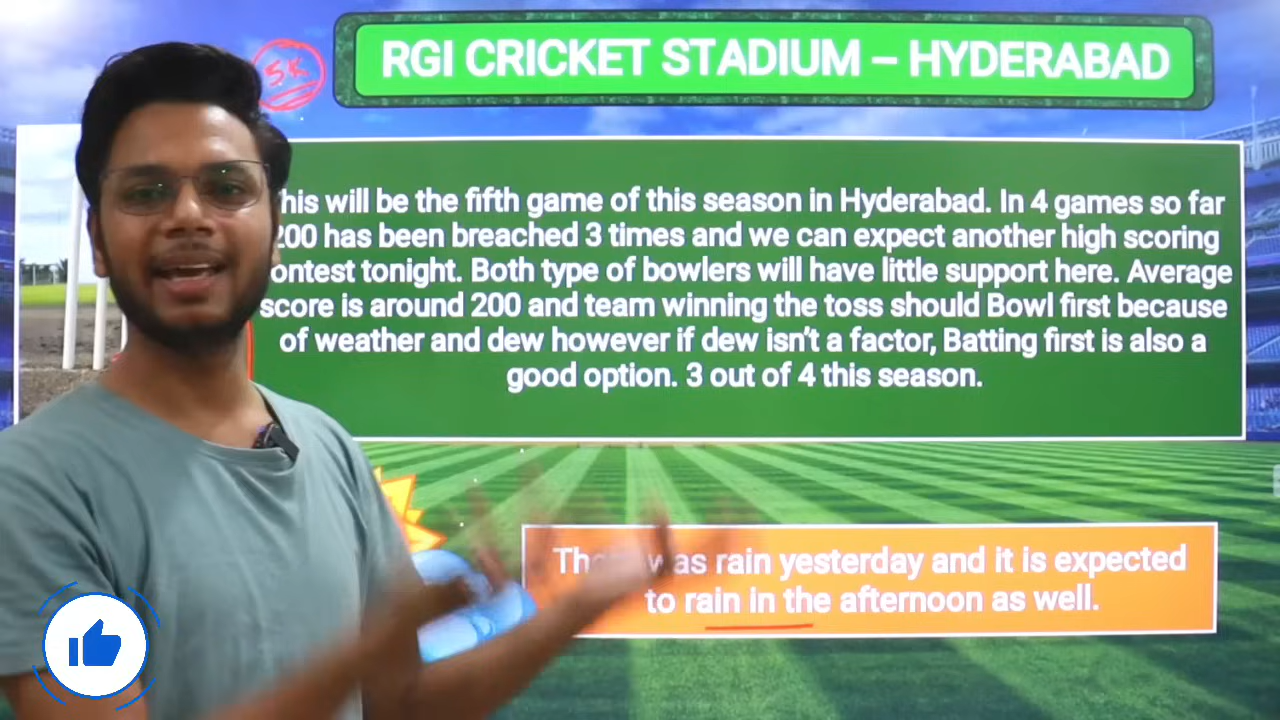 5K
RGI CRICKET STADIUM – HYDERABAD
his will be the fifth game of this season in Hyderabad. In 4 games so far
200 has been breached 3 times and we can expect another high scoring
ontest tonight. Both type of bowlers will have little support here. Average
score is around 200 and team winning the toss should Bowl first because
of weather and dew however if dew isn't a factor, Batting first is also a
good option. 3 out of 4 this season.
was rain yesterday and it is expected
to rain in the afternoon as well.